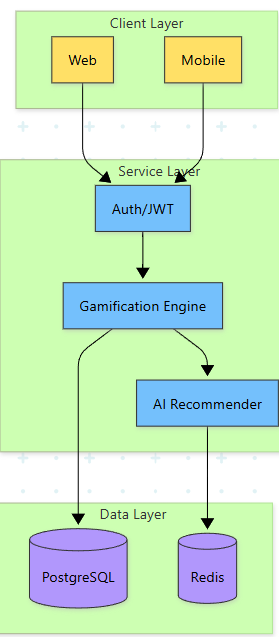 Client Layer
Web
Mobile
Service Layer
Auth/JWT
Gamification Engine
AI Recommender
Data Layer
PostgreSQL
Redis